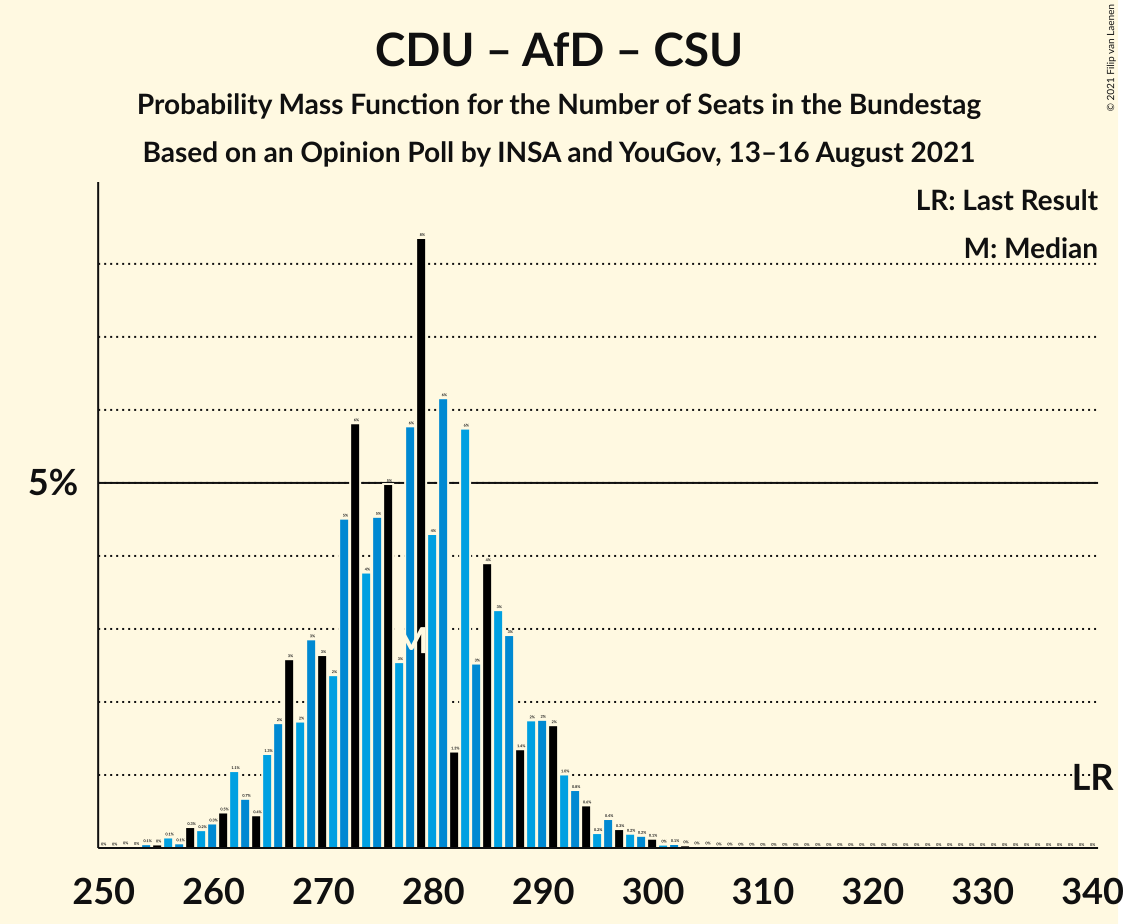 CDU – AfD – CSU
Probability Mass Function for the Number of Seats in the Bundestag
Based on an Opinion Poll by INSA and YouGov, 13–16 August 2021
© 2021 Filip van Laenen
LR: Last Result
M: Median
5%
M
LR
250 260 270 280 290 300 310 320 330 340